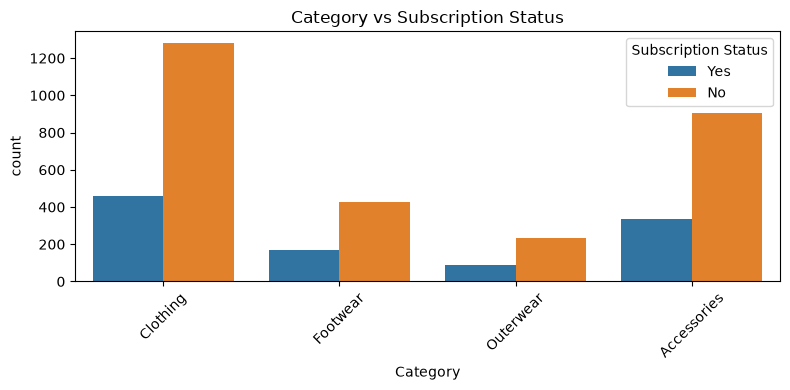 Category vs Subscription Status
Subscription Status
Yes
No
count
1200
1000
800
600
400
200
0
Clothing
Footwear
Outerwear
Accessories
Category